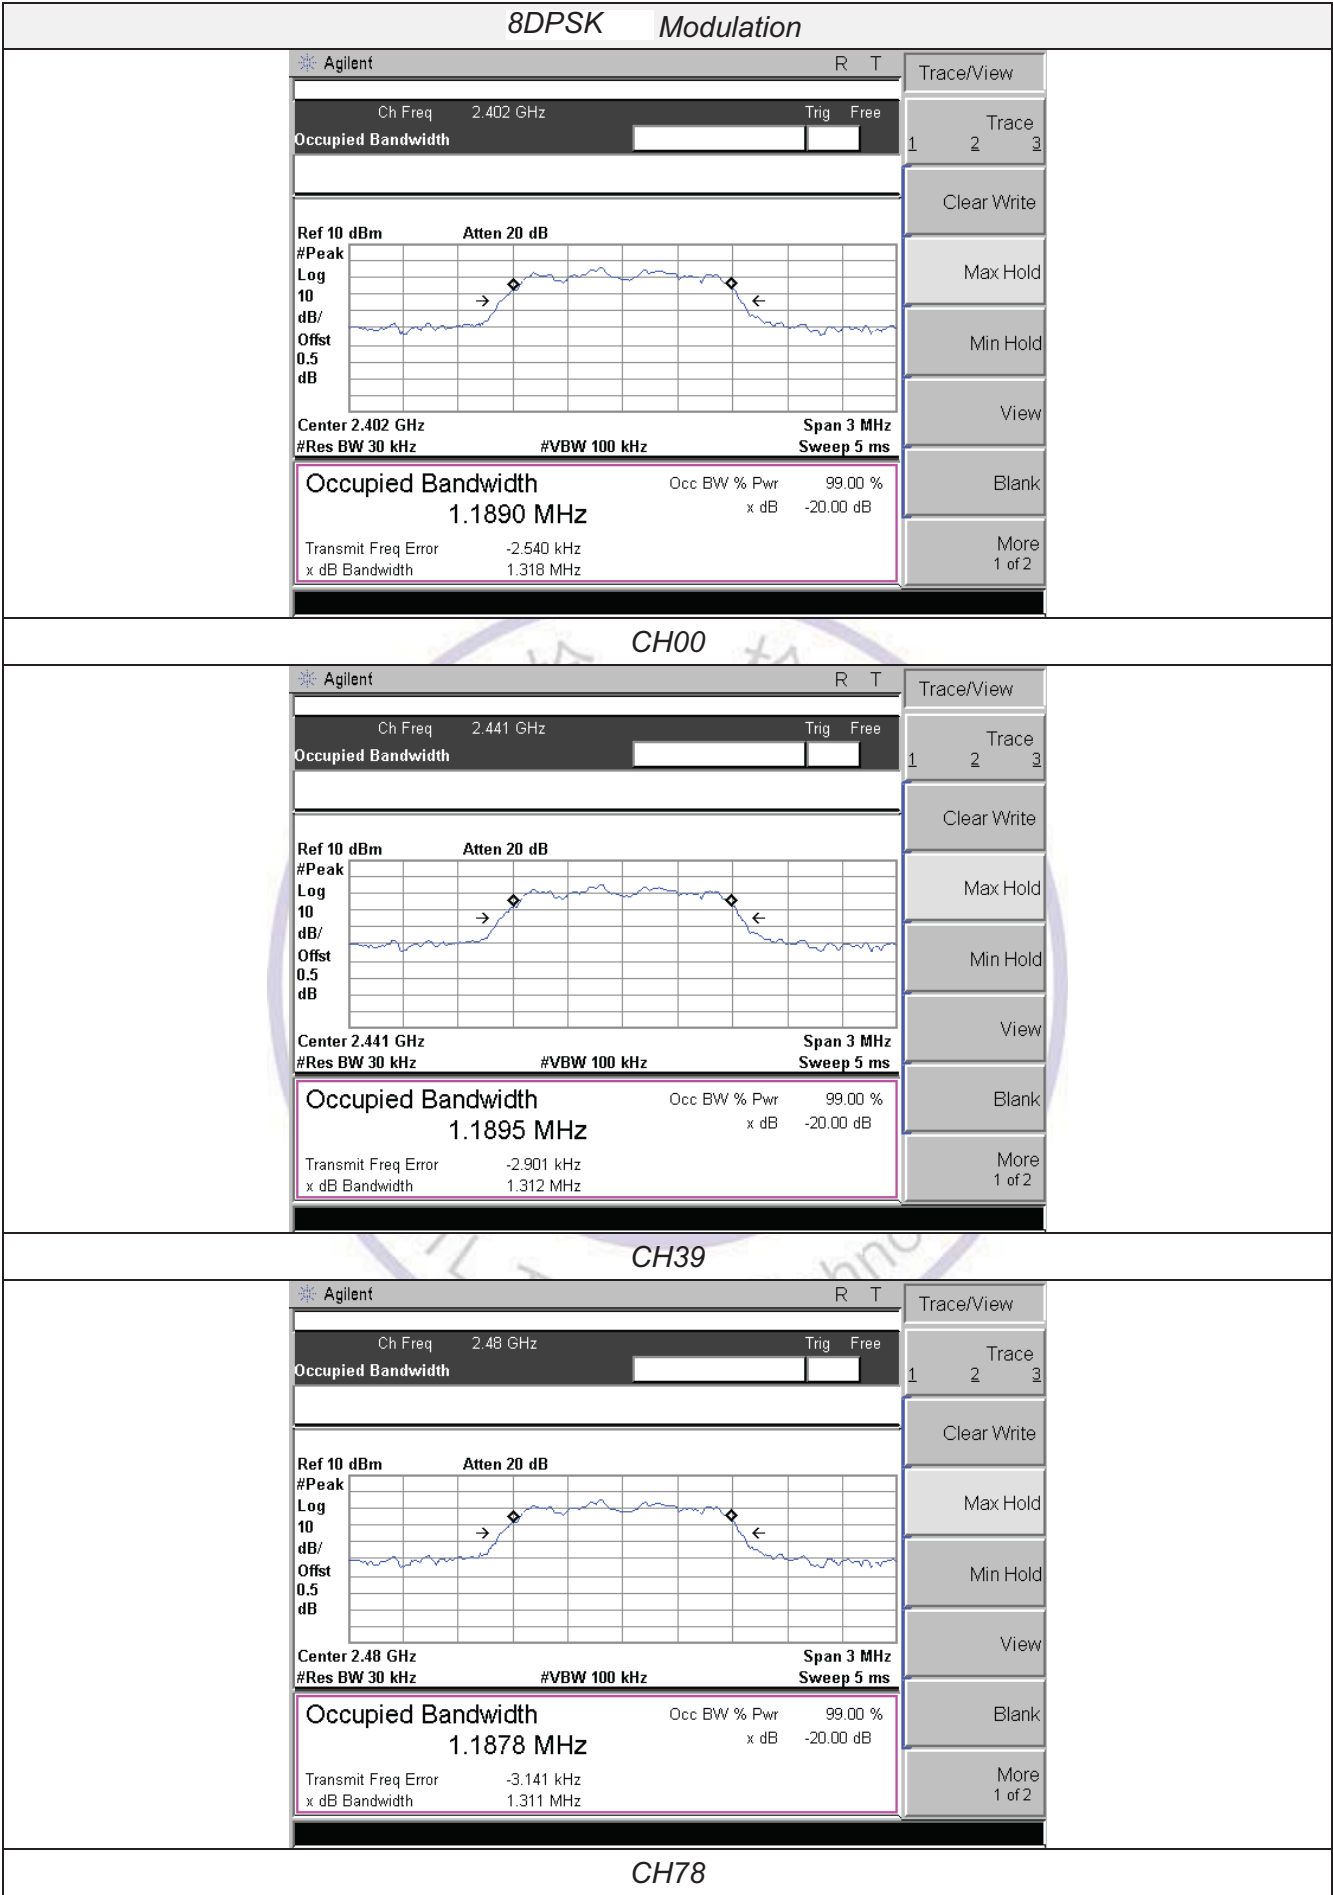 8DPSK Modulation
Agilent R T Trace/View
Ch Freq 2.402 GHz Trig Free
Occupied Bandwidth
Trace
1 2 3
Clear Write
Ref 10 dBm Atten 20 dB
#Peak
Log
10
dB/
Offst
0.5
dB
Max Hold
Min Hold
View
Center 2.402 GHz Span 3 MHz
#Res BW 30 kHz #VBW 100 kHz Sweep 5 ms
Occupied Bandwidth Occ BW % Pwr 99.00 %
1.1890 MHz x dB -20.00 dB
Blank
Transmit Freq Error -2.540 kHz
x dB Bandwidth 1.318 MHz
More
1 of 2
CH00
Agilent R T Trace/View
Ch Freq 2.441 GHz Trig Free
Occupied Bandwidth
Trace
1 2 3
Clear Write
Ref 10 dBm Atten 20 dB
#Peak
Log
10
dB/
Offst
0.5
dB
Max Hold
Min Hold
View
Center 2.441 GHz Span 3 MHz
#Res BW 30 kHz #VBW 100 kHz Sweep 5 ms
Occupied Bandwidth Occ BW % Pwr 99.00 %
1.1895 MHz x dB -20.00 dB
Blank
Transmit Freq Error -2.901 kHz
x dB Bandwidth 1.312 MHz
More
1 of 2
CH39
Agilent R T Trace/View
Ch Freq 2.48 GHz Trig Free
Occupied Bandwidth
Trace
1 2 3
Clear Write
Ref 10 dBm Atten 20 dB
#Peak
Log
10
dB/
Offst
0.5
dB
Max Hold
Min Hold
View
Center 2.48 GHz Span 3 MHz
#Res BW 30 kHz #VBW 100 kHz Sweep 5 ms
Occupied Bandwidth Occ BW % Pwr 99.00 %
1.1878 MHz x dB -20.00 dB
Blank
Transmit Freq Error -3.141 kHz
x dB Bandwidth 1.311 MHz
More
1 of 2
CH78